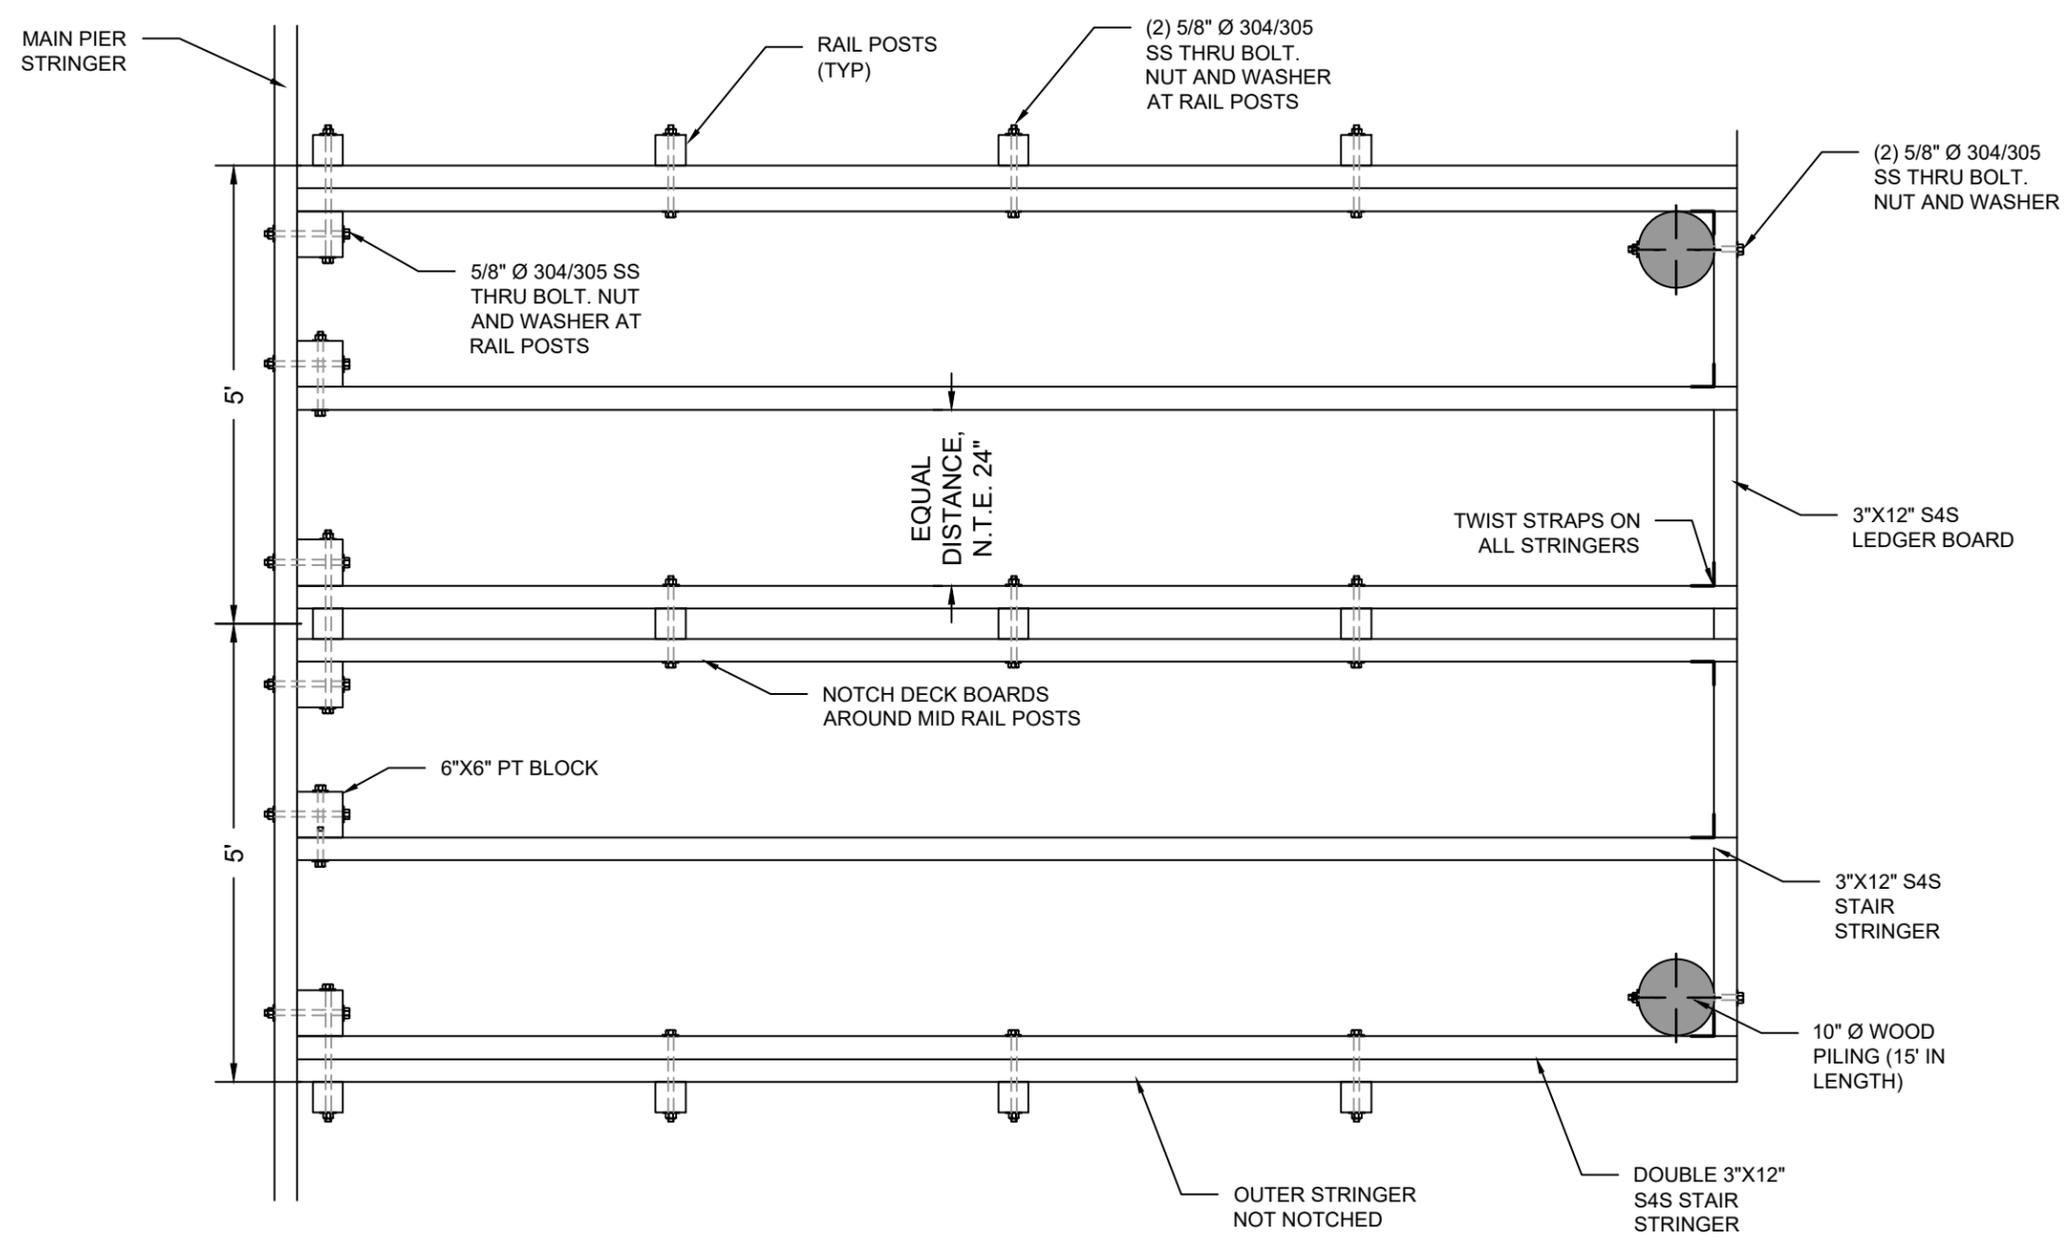 MAIN PIER
STRINGER
RAIL POSTS
(TYP)
(2) 5/8" Ø 304/305
SS THRU BOLT.
NUT AND WASHER
AT RAIL POSTS
(2) 5/8" Ø 304/305
SS THRU BOLT.
NUT AND WASHER
5/8" Ø 304/305 SS
THRU BOLT. NUT
AND WASHER AT
RAIL POSTS
5'
EQUAL
DISTANCE,
N.T.E. 24"
TWIST STRAPS ON
ALL STRINGERS
3"X12" S4S
LEDGER BOARD
NOTCH DECK BOARDS
AROUND MID RAIL POSTS
6"X6" PT BLOCK
5'
3"X12" S4S
STAIR
STRINGER
10" Ø WOOD
PILING (15' IN
LENGTH)
OUTER STRINGER
NOT NOTCHED
DOUBLE 3"X12"
S4S STAIR
STRINGER